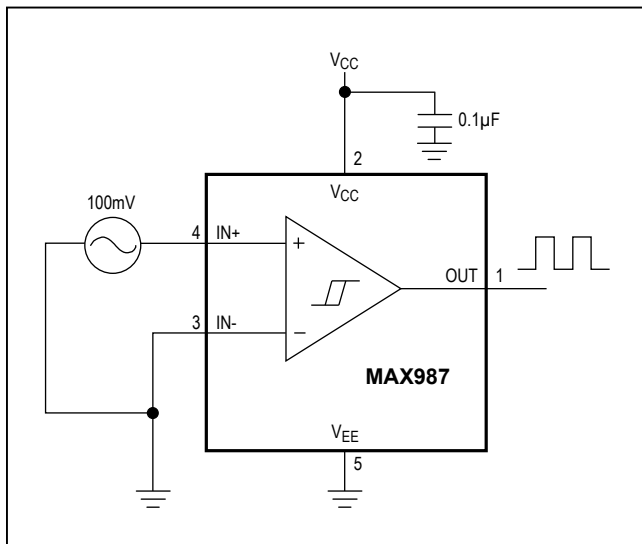 VCC
0.1µF
2
VCC
100mV
4 IN+
+
OUT 1
3 IN-
−
MAX987
VEE
5